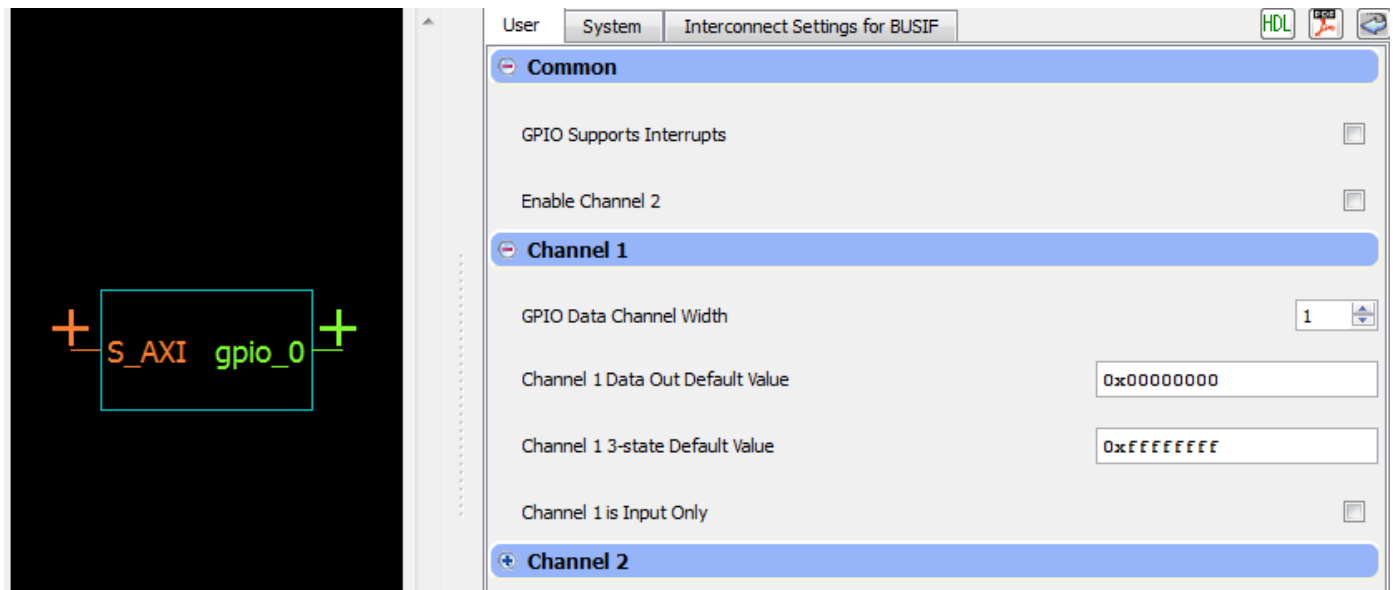 User System Interconnect Settings for BUSIF HDL PDF
Common
GPIO Supports Interrupts
Enable Channel 2
Channel 1
GPIO Data Channel Width 1
S_AXI gpio_0
Channel 1 Data Out Default Value 0x00000000
Channel 1 3-state Default Value 0xffffffff
Channel 1 is Input Only
Channel 2